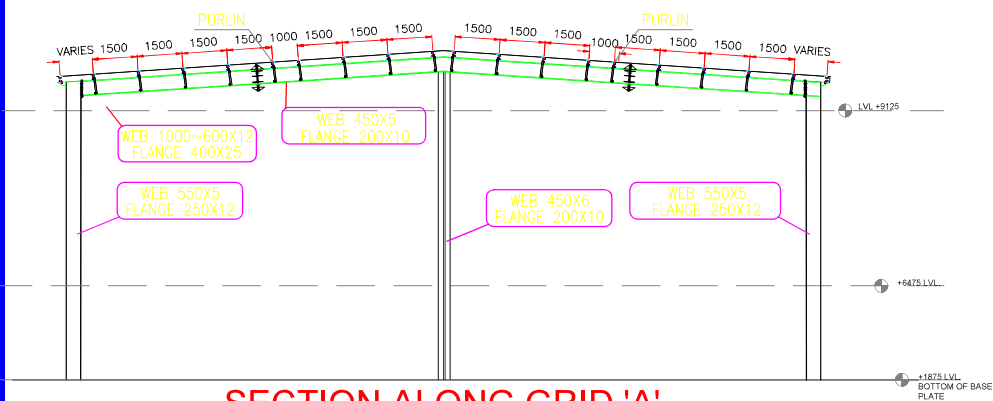 PURLIN
PURLIN
VARIES 1500 1500 1500 1500 1000 1500 1500 1500 1500 1500 1500 1000 1500 1500 1500 1500 VARIES
LVL +9125
WEB 450X5
FLANGE 200X10
WEB 1000~600X12
FLANGE 400X25
WEB 550X5
FLANGE 250X12
WEB 450X6
FLANGE 200X10
WEB 550X5
FLANGE 250X12
+6475 LVL.
+1875 LVL.
BOTTOM OF BASE
PLATE
SECTION ALONG GRID 'A'